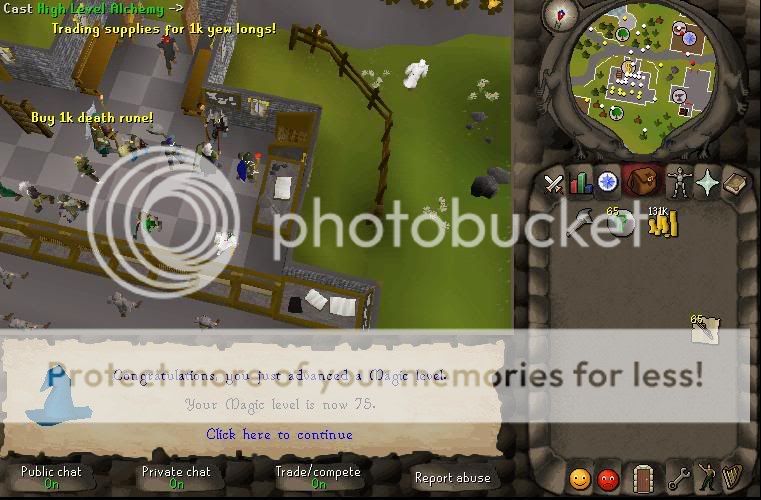 Cast High Level Alchemy ->
Trading supplies for 1k yew longs!
Buy 1k death rune!
65
131K
65
photobucket
Protect more of your memories for less!
Congratulations, you just advanced a Magic level.
Your Magic level is now 75.
Click here to continue
Public chat
On
Private chat
On
Trade/compete
On
Report abuse